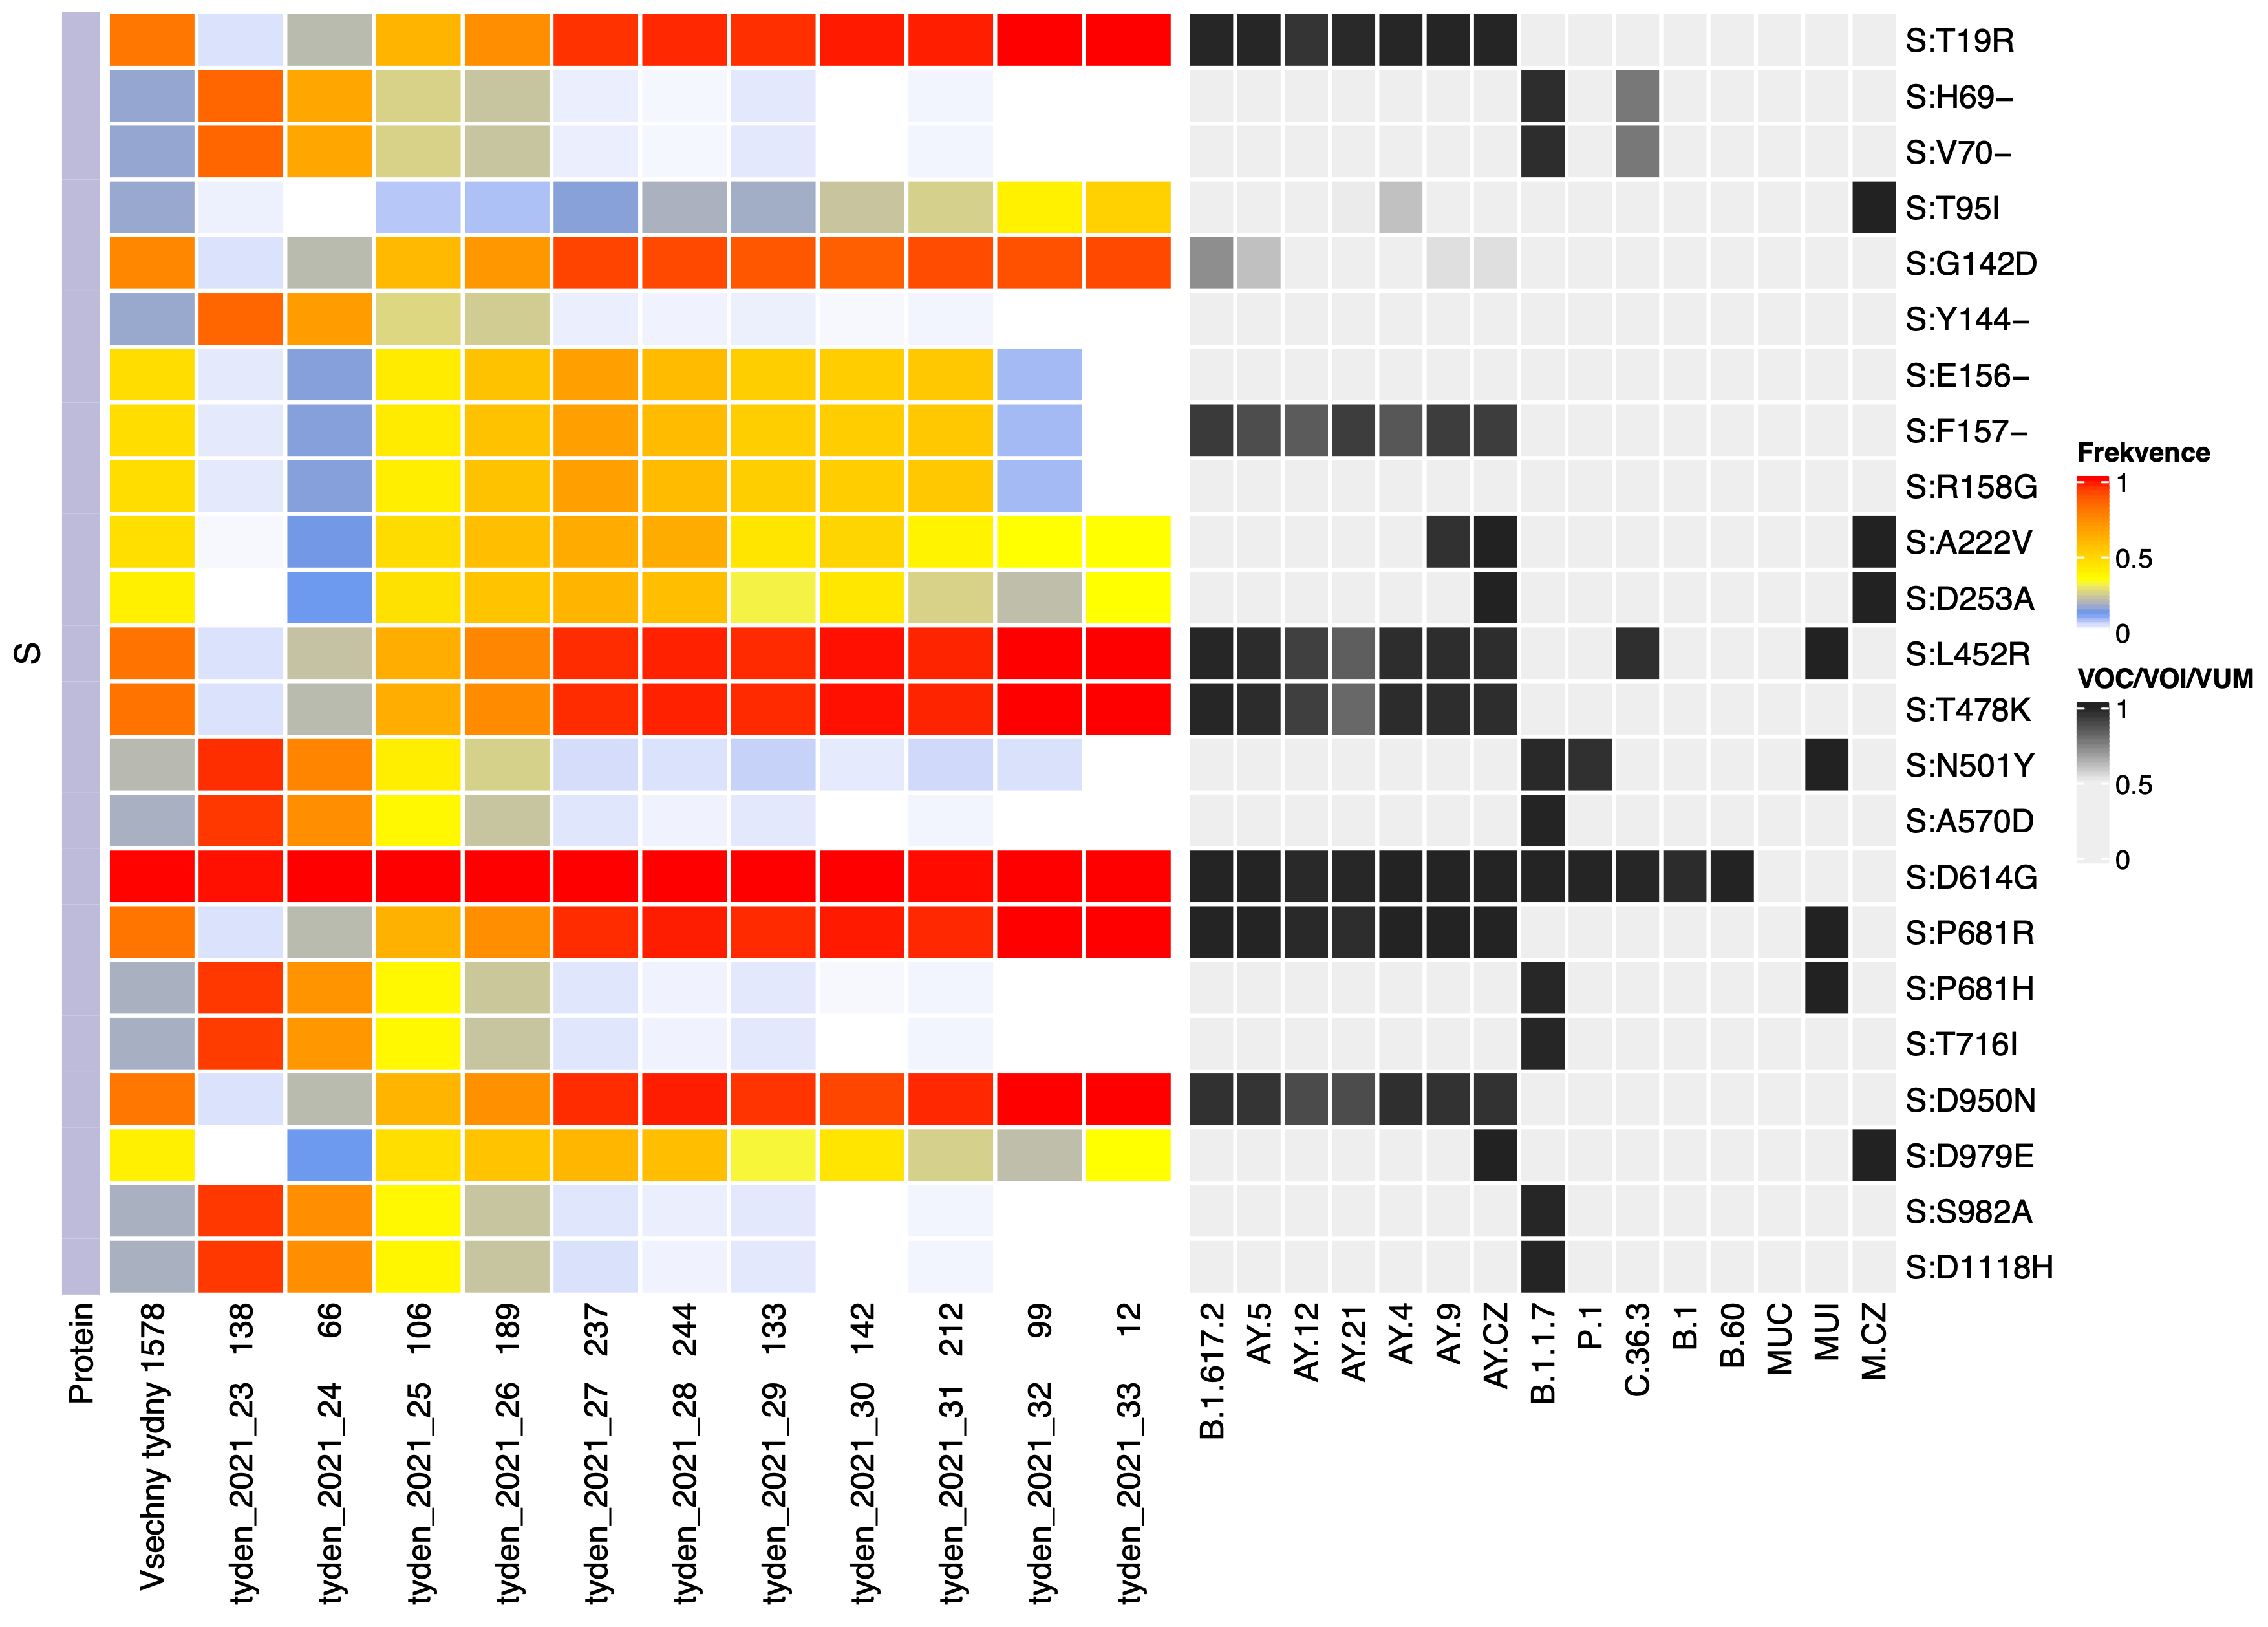 S
S:T19R
S:H69–
S:V70–
S:T95I
S:G142D
S:Y144–
S:E156–
S:F157–
S:R158G
S:A222V
S:D253A
S:L452R
S:T478K
S:N501Y
S:A570D
S:D614G
S:P681R
S:P681H
S:T716I
S:D950N
S:D979E
S:S982A
S:D1118H
Protein
Vsechny tydny 1578
tyden_2021_23 138
tyden_2021_24 66
tyden_2021_25 106
tyden_2021_26 189
tyden_2021_27 237
tyden_2021_28 244
tyden_2021_29 133
tyden_2021_30 142
tyden_2021_31 212
tyden_2021_32 99
tyden_2021_33 12
B.1.617.2
AY.5
AY.12
AY.21
AY.4
AY.9
AY.CZ
B.1.1.7
P.1
C.36.3
B.1
B.60
MUC
MUI
M.CZ
Frekvence
1
0.5
0
VOC/VOI/VUM
1
0.5
0